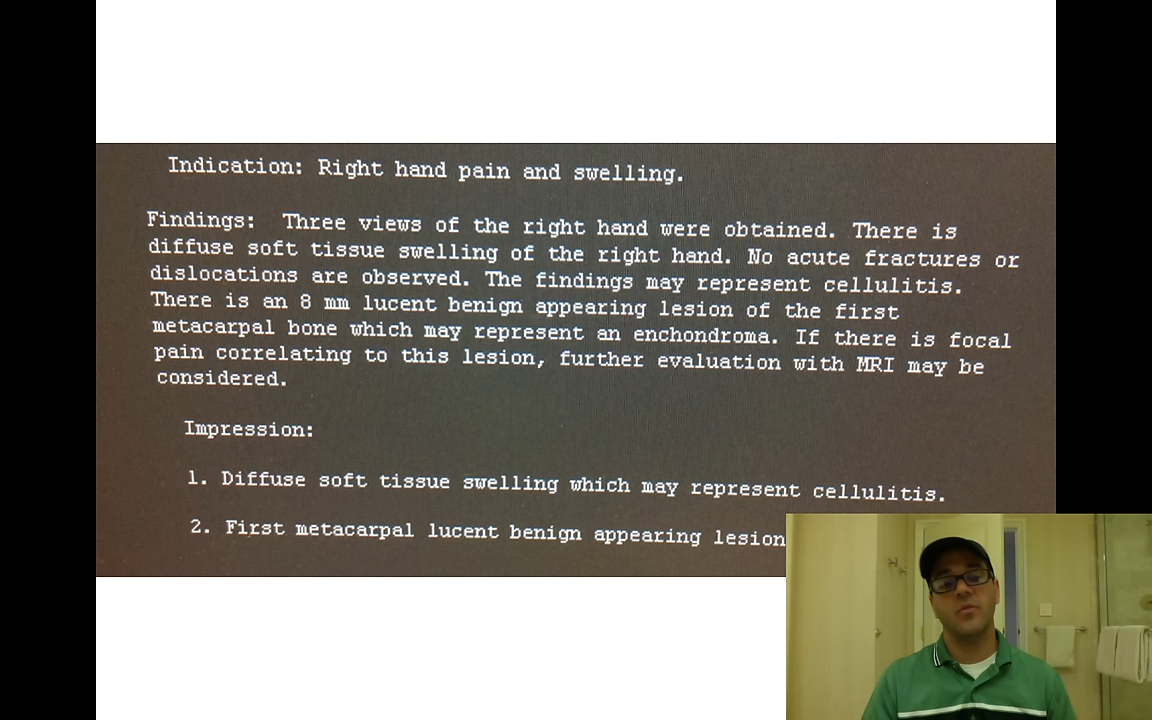 Indication: Right hand pain and swelling.
Findings: Three views of the right hand were obtained. There is
diffuse soft tissue swelling of the right hand. No acute fractures or
dislocations are observed. The findings may represent cellulitis.
There is an 8 mm lucent benign appearing lesion of the first
metacarpal bone which may represent an enchondroma. If there is focal
pain correlating to this lesion, further evaluation with MRI may be
considered.
Impression:
1. Diffuse soft tissue swelling which may represent cellulitis.
2. First metacarpal lucent benign appearing lesion